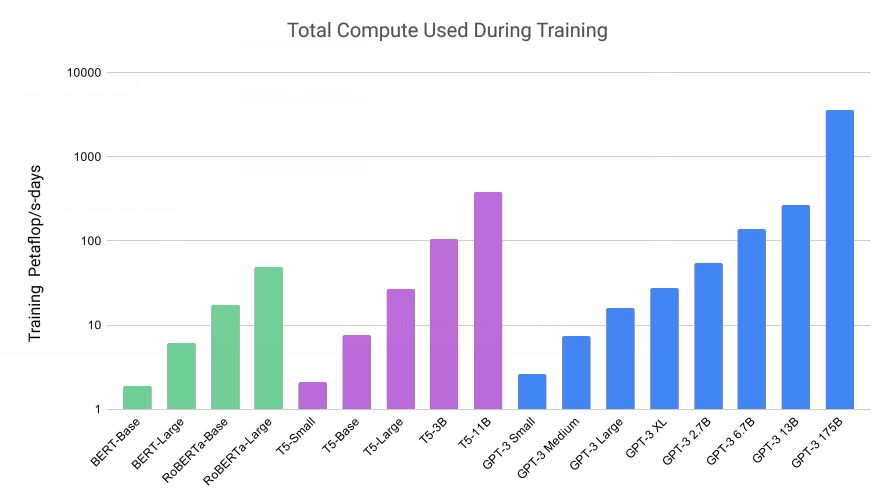 Total Compute Used During Training
Training Petaflop/s-days
10000
1000
100
10
1
BERT-Base
BERT-Large
RoBERTa-Base
RoBERTa-Large
T5-Small
T5-Base
T5-Large
T5-3B
T5-11B
GPT-3 Small
GPT-3 Medium
GPT-3 Large
GPT-3 XL
GPT-3 2.7B
GPT-3 6.7B
GPT-3 13B
GPT-3 175B